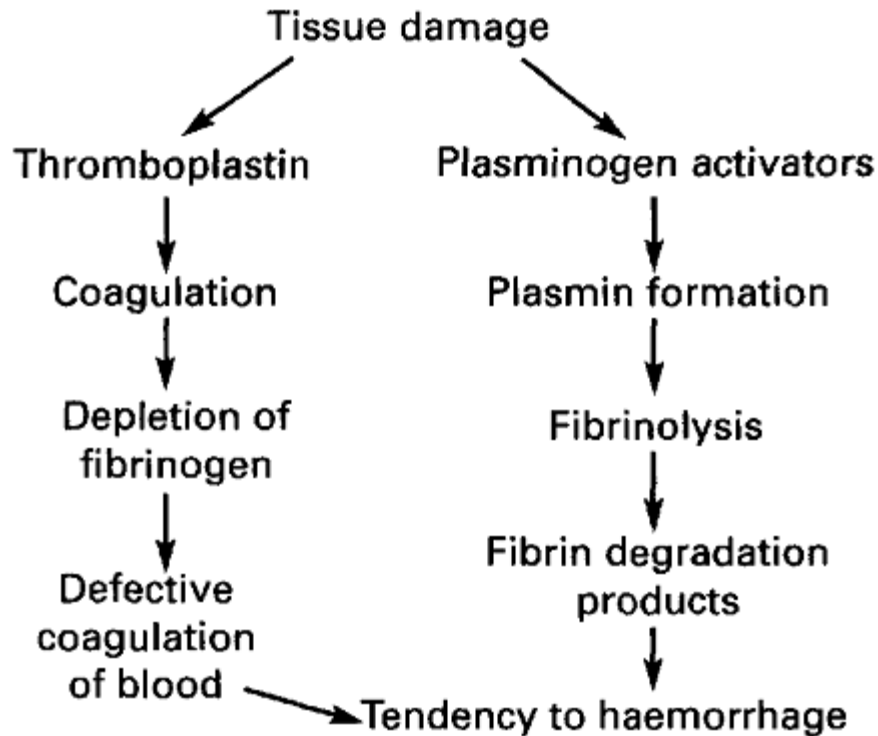 Tissue damage
Thromboplastin
Plasminogen activators
Coagulation
Plasmin formation
Depletion of
fibrinogen
Fibrinolysis
Defective
coagulation
of blood
Fibrin degradation
products
Tendency to haemorrhage